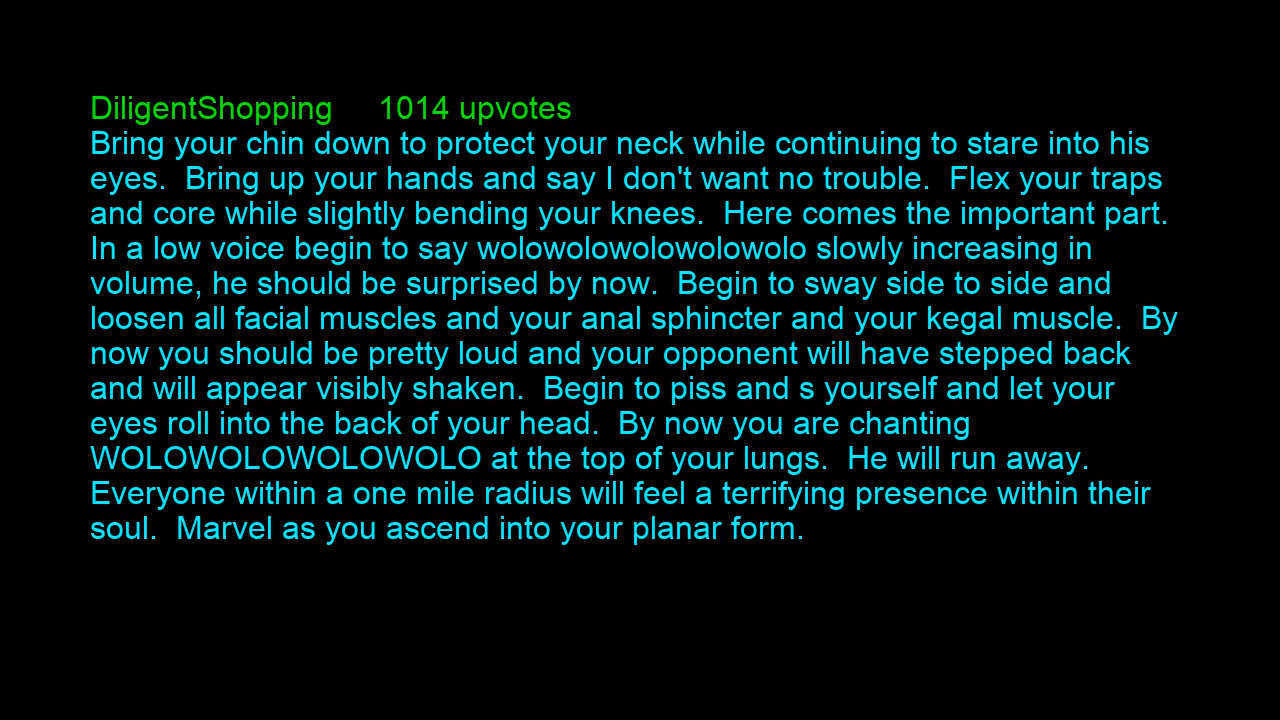 DiligentShopping     1014 upvotes
Bring your chin down to protect your neck while continuing to stare into his
eyes.  Bring up your hands and say I don't want no trouble.  Flex your traps
and core while slightly bending your knees.  Here comes the important part.
In a low voice begin to say wolowolowolowolowolo slowly increasing in
volume, he should be surprised by now.  Begin to sway side to side and
loosen all facial muscles and your anal sphincter and your kegal muscle.  By
now you should be pretty loud and your opponent will have stepped back
and will appear visibly shaken.  Begin to piss and s yourself and let your
eyes roll into the back of your head.  By now you are chanting
WOLOWOLOWOLOWOLO at the top of your lungs.  He will run away.
Everyone within a one mile radius will feel a terrifying presence within their
soul.  Marvel as you ascend into your planar form.